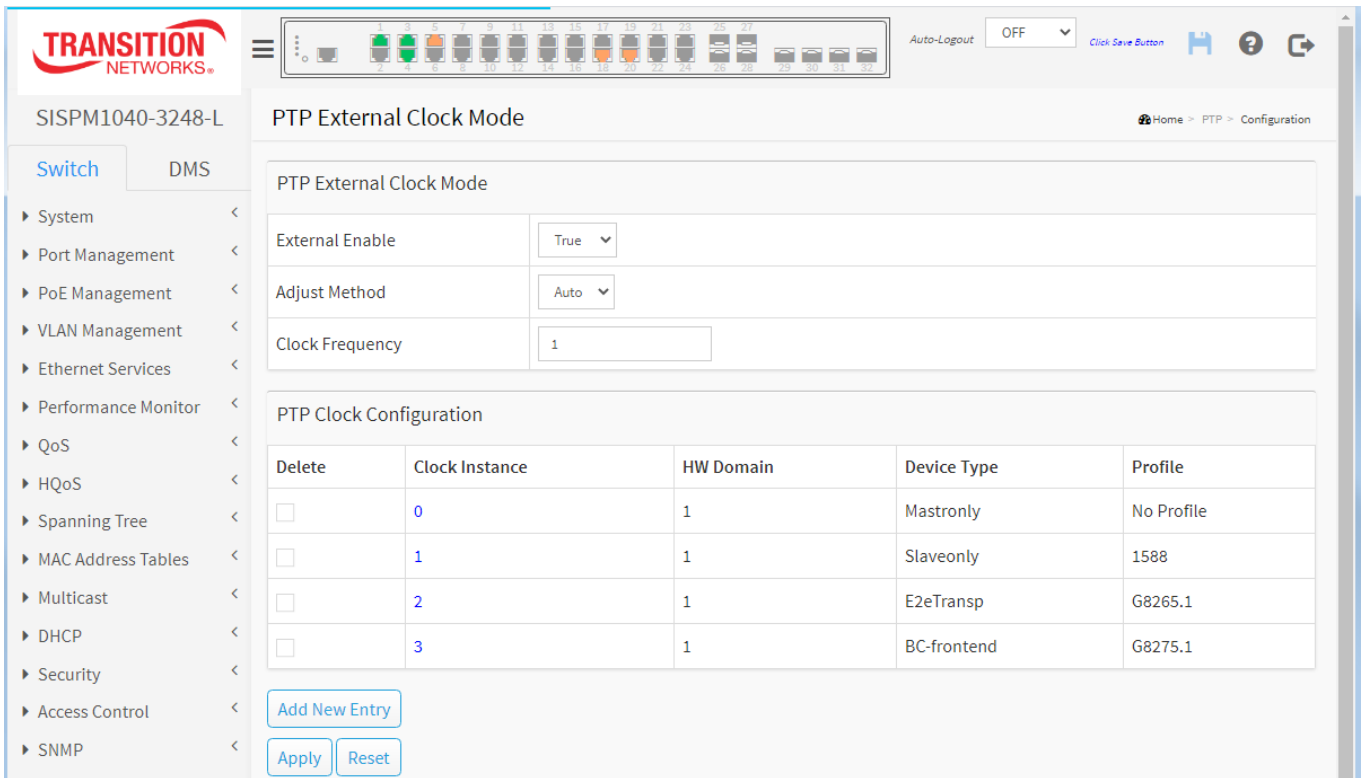 TRANSITION
NETWORKS®
1 3 5 7 9 11 13 15 17 19 21 23 25 27
2 4 6 8 10 12 14 16 18 20 22 24 26 28 29 30 31 32
Auto-Logout OFF Click Save Button
SISPM1040-3248-L
PTP External Clock Mode
Home > PTP > Configuration
Switch DMS
System
Port Management
PoE Management
VLAN Management
Ethernet Services
Performance Monitor
QoS
HQoS
Spanning Tree
MAC Address Tables
Multicast
DHCP
Security
Access Control
SNMP
PTP External Clock Mode
External Enable True
Adjust Method Auto
Clock Frequency 1
PTP Clock Configuration
Delete Clock Instance HW Domain Device Type Profile
0 1 Mastronly No Profile
1 1 Slaveonly 1588
2 1 E2eTransp G8265.1
3 1 BC-frontend G8275.1
Add New Entry
Apply Reset